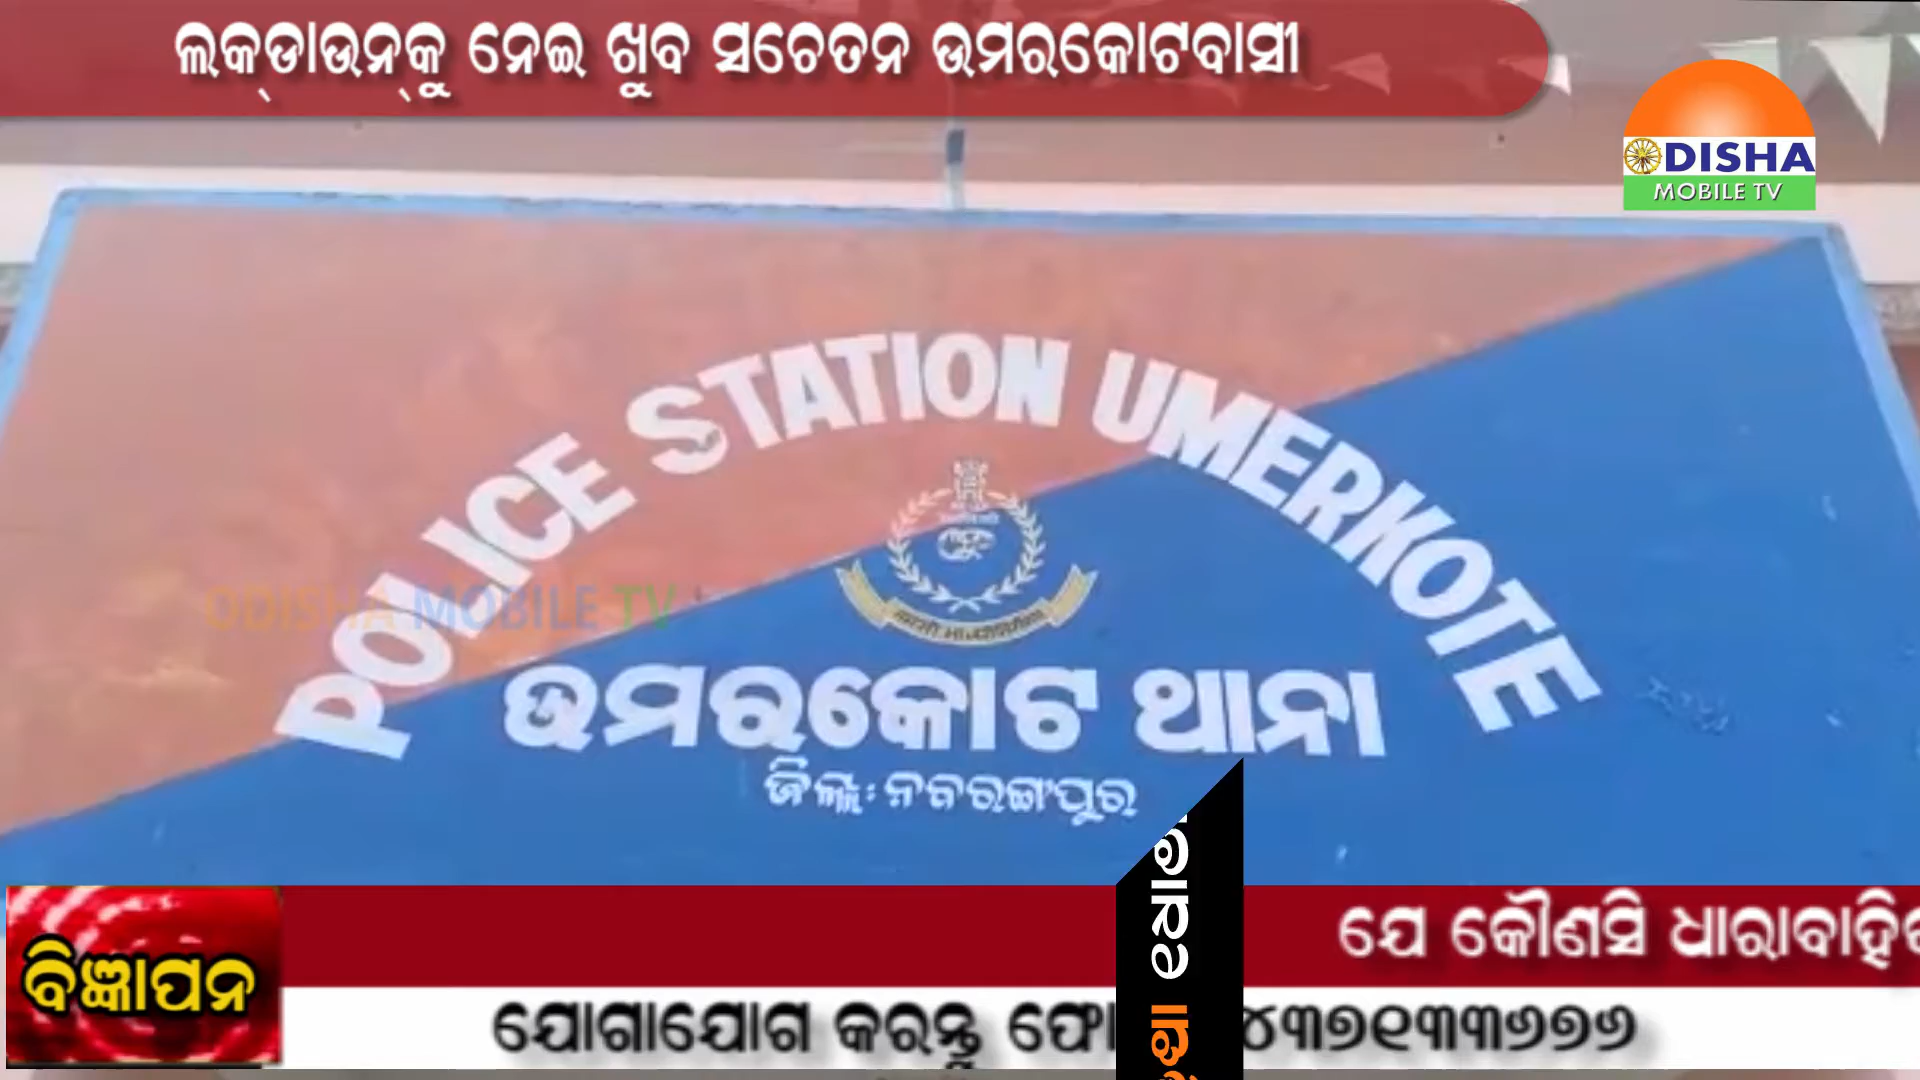 ଲକ୍‌ଡାଉନ୍‌କୁ ନେଇ ଖୁବ ସଚେତନ ଉମରକୋଟବାସୀ
ODISHA
MOBILE TV
POLICE STATION UMERKOTE
ODISHA MOBILE TV
ଉମରକୋଟ ଥାନା
ଜିଲ୍ଲା: ନବରଙ୍ଗପୁର
ଯେ କୌଣସି
ବିଜ୍ଞାପନ
ଯୋଗାଯୋଗ କରନ୍ତୁ
୪୩୭୧୩୩୬୭୬